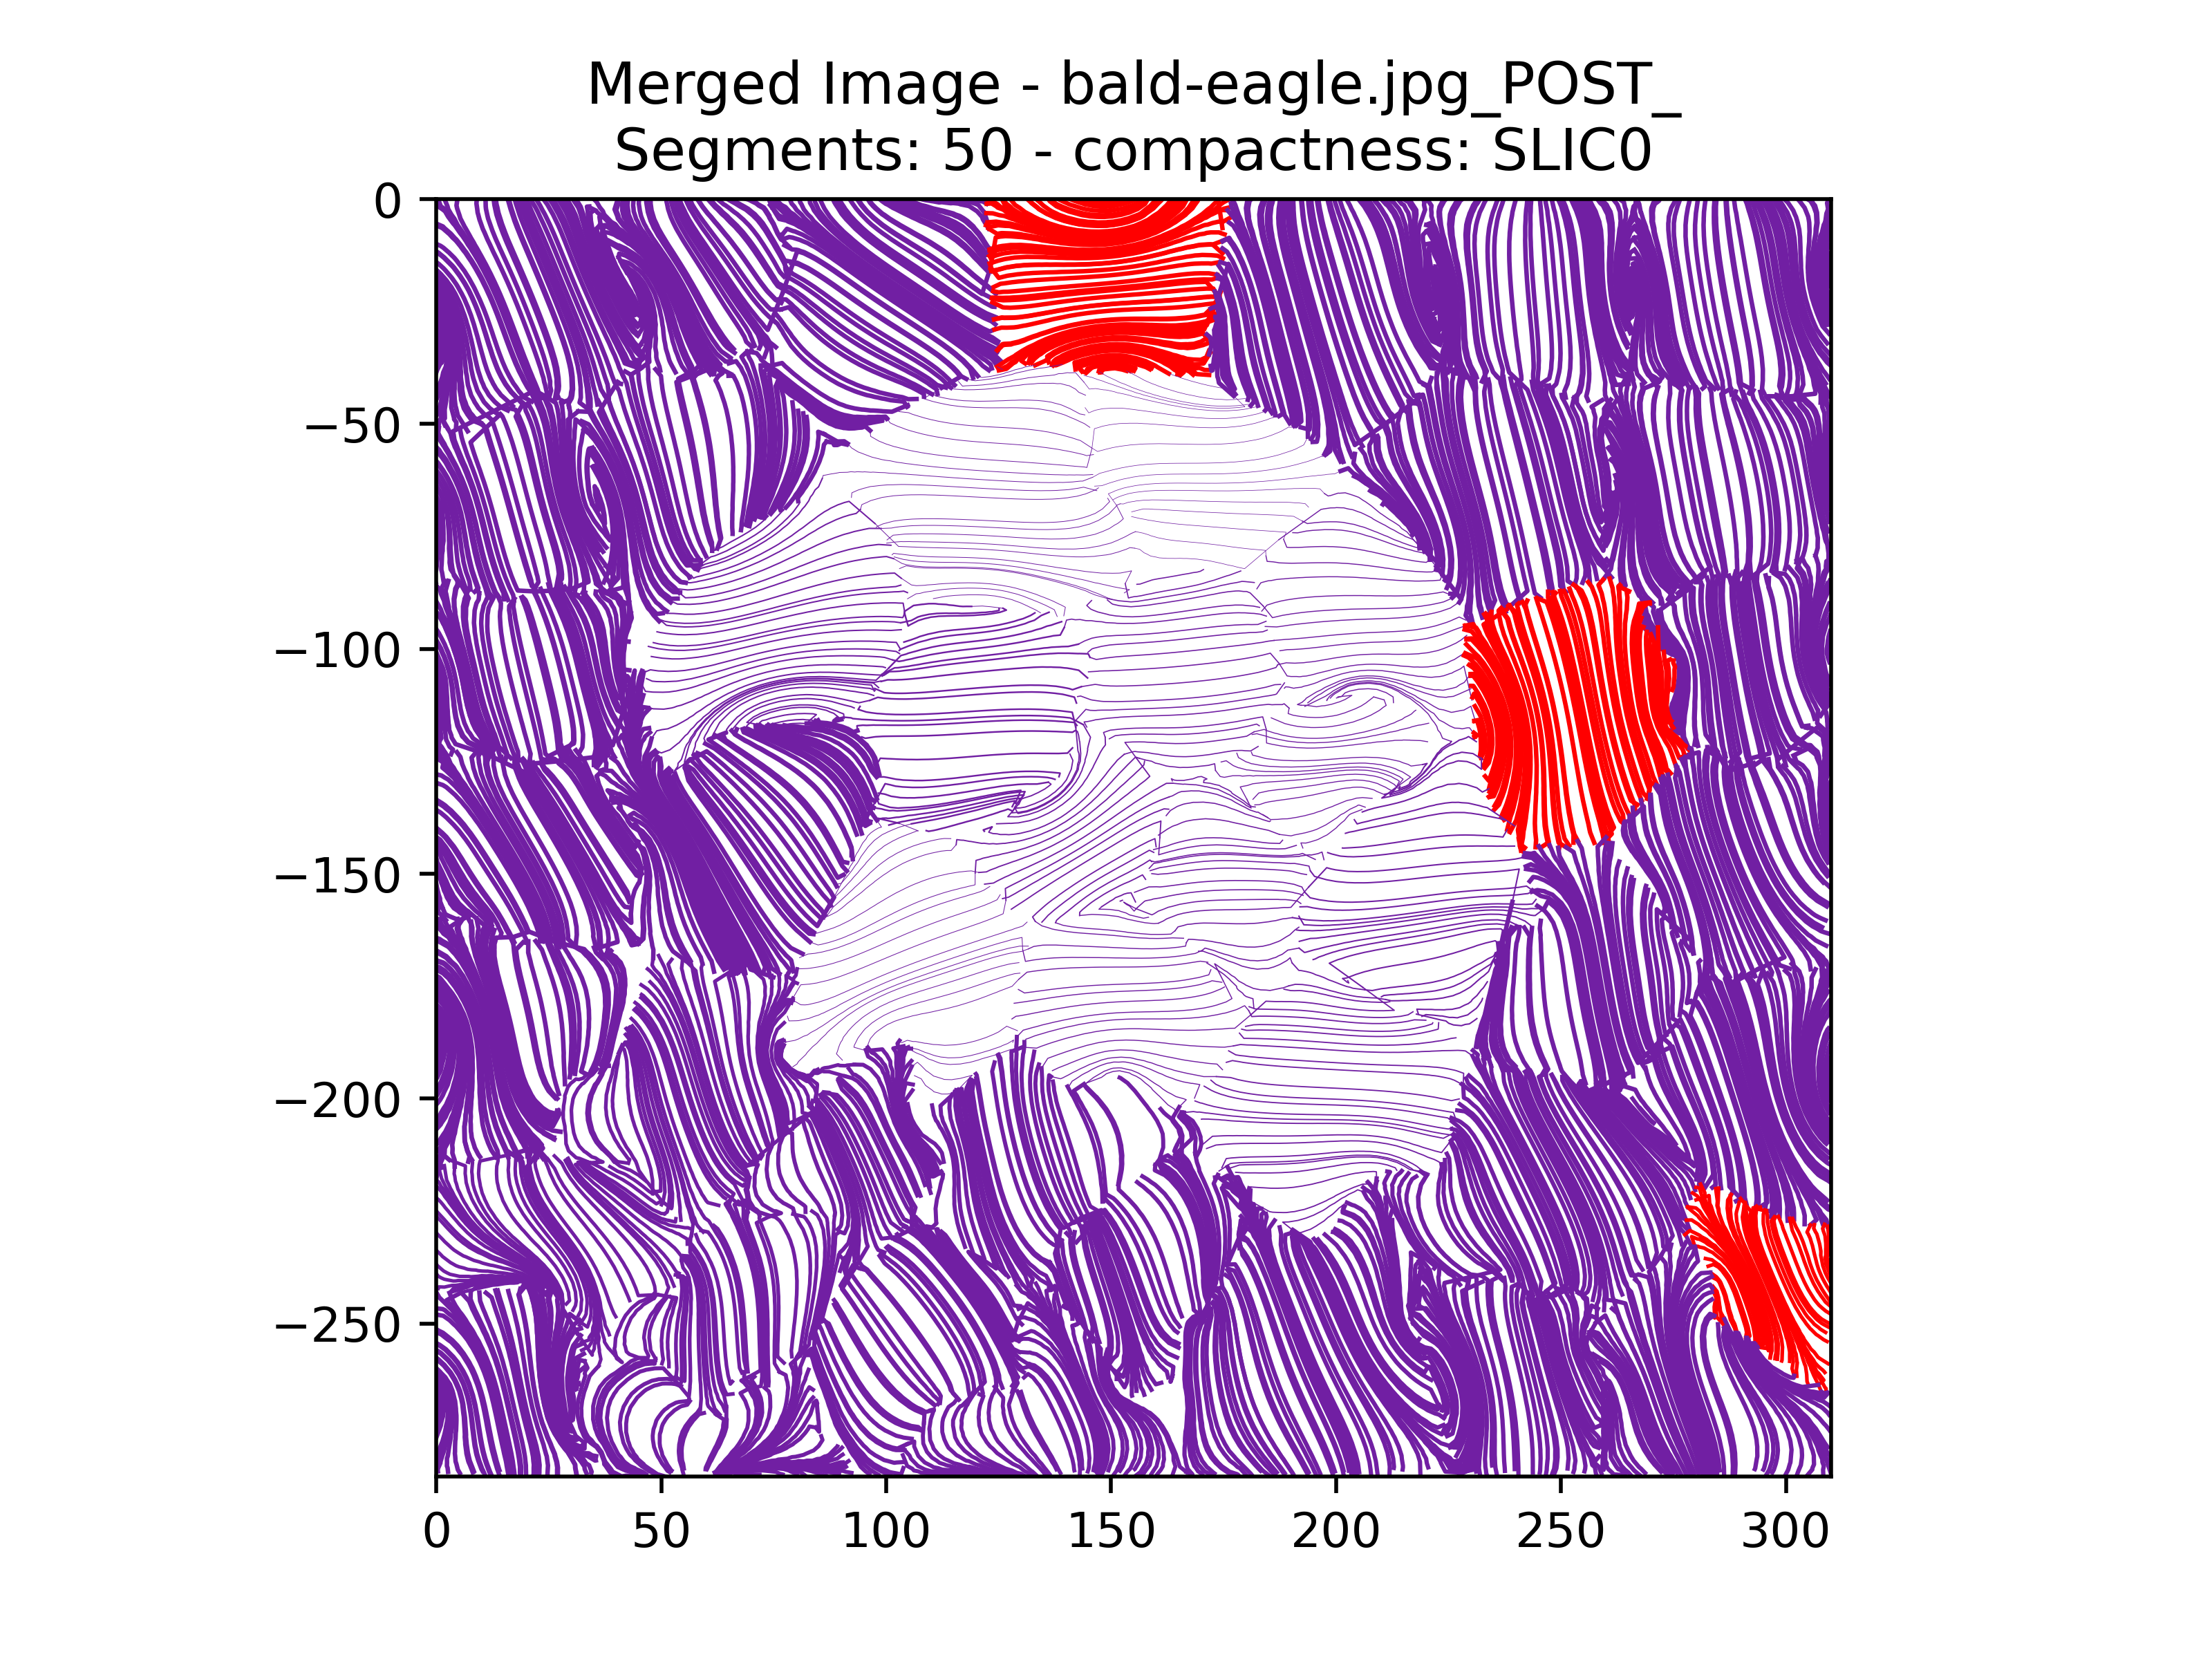 Merged Image - bald-eagle.jpg_POST_
Segments: 50 - compactness: SLIC0
0
−50
−100
−150
−200
−250
0 50 100 150 200 250 300